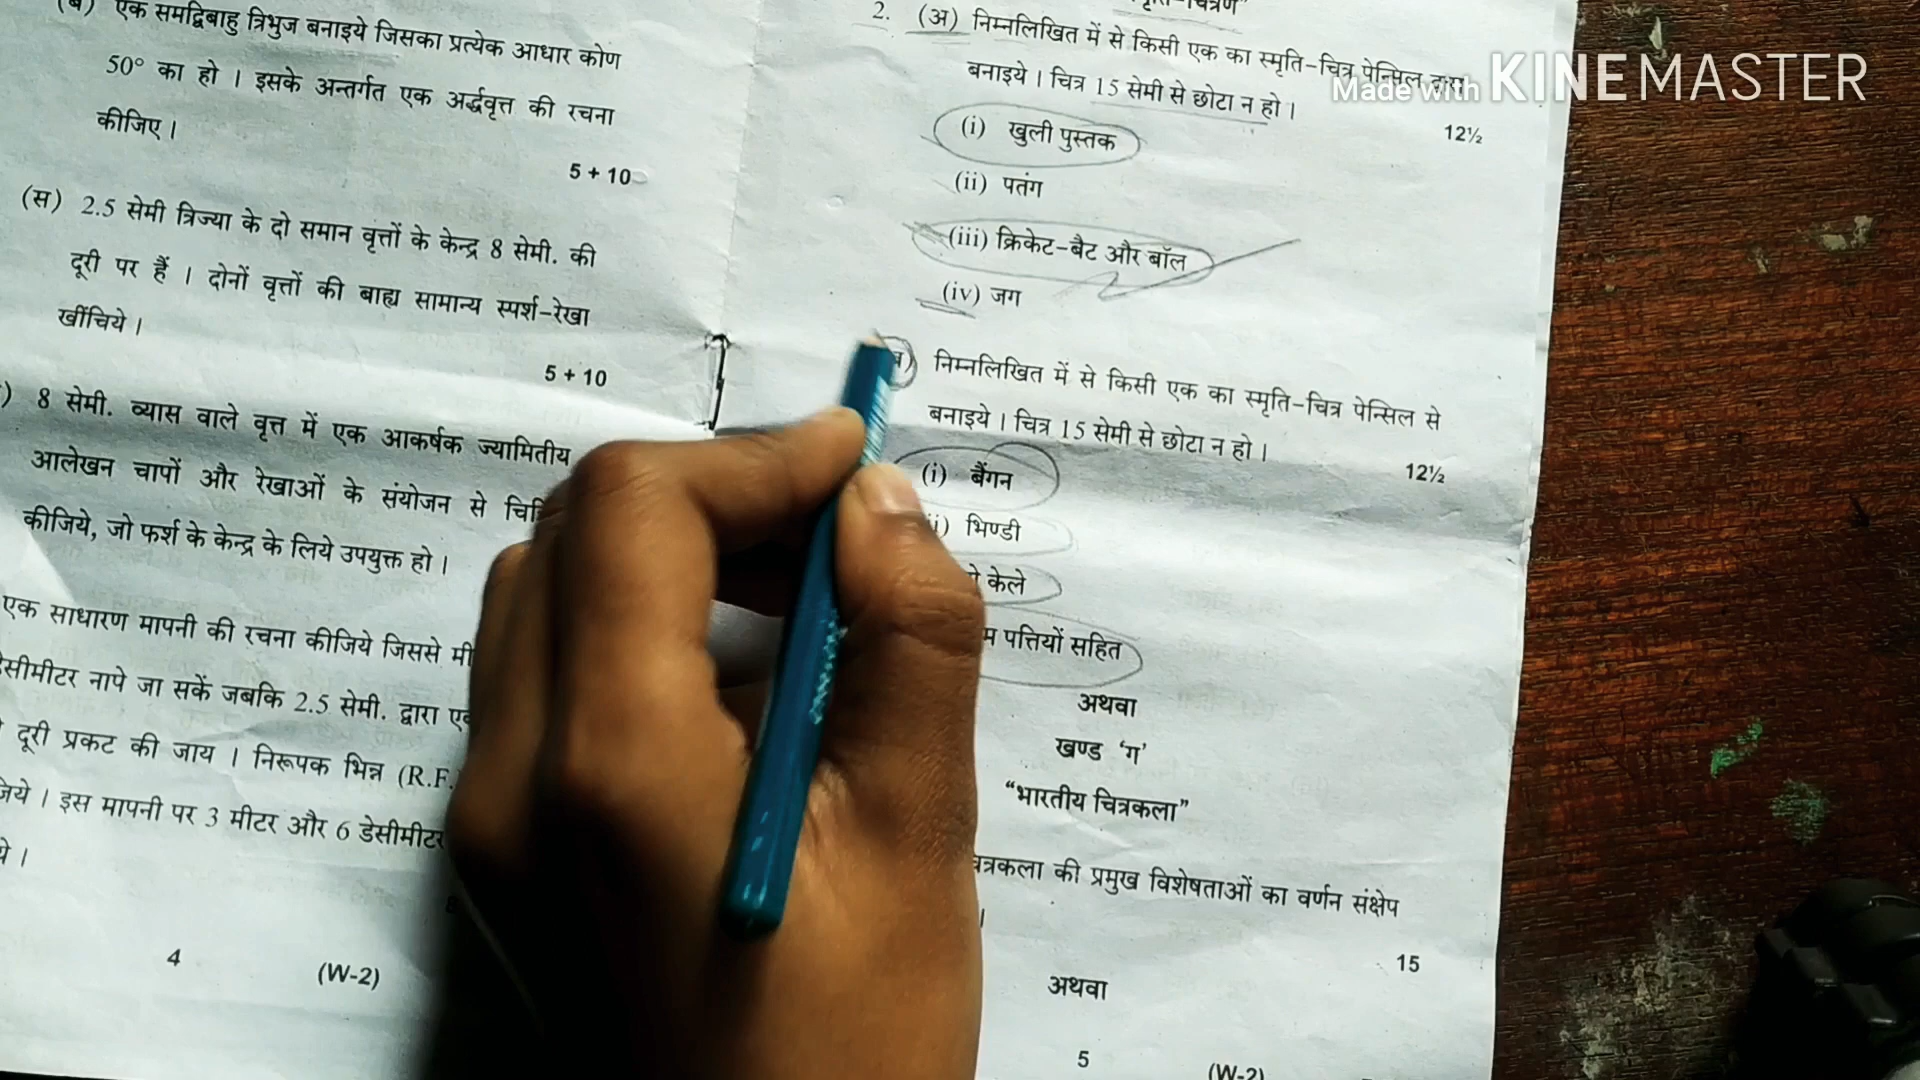 (ब) एक समद्विबाहु त्रिभुज बनाइये जिसका प्रत्येक आधार कोण
50° का हो । इसके अन्तर्गत एक अर्द्धवृत्त की रचना
कीजिए ।
5 + 10
(स) 2.5 सेमी त्रिज्या के दो समान वृत्तों के केन्द्र 8 सेमी. की
दूरी पर हैं । दोनों वृत्तों की बाह्य सामान्य स्पर्श-रेखा
खींचिये ।
5 + 10
) 8 सेमी. व्यास वाले वृत्त में एक आकर्षक ज्यामितीय
आलेखन चापों और रेखाओं के संयोजन से
कीजिये, जो फर्श के केन्द्र के लिये उपयुक्त हो ।
एक साधारण मापनी की रचना कीजिये जिससे
नापे जा सकें जबकि 2.5 सेमी. द्वारा
दूरी प्रकट की जाय । निरूपक भिन्न (R.F.
। इस मापनी पर 3 मीटर और 6 डेसीमीटर
4
(W-2)
2. (अ) निम्नलिखित में से किसी एक का स्मृति-चित्र पेन्सिल द्वारा
बनाइये । चित्र 15 सेमी से छोटा न हो ।
12½
(i) खुली पुस्तक
(ii) पतंग
(iii) क्रिकेट-बैट और बॉल
(iv) जग
निम्नलिखित में से किसी एक का स्मृति-चित्र पेन्सिल से
बनाइये । चित्र 15 सेमी से छोटा न हो ।
12½
(i) बैंगन
भिण्डी
केले
पत्तियों सहित
अथवा
खण्ड ‘ग’
“भारतीय चित्रकला”
की प्रमुख विशेषताओं का वर्णन संक्षेप
।
15
अथवा
5
(W-2)
Made with KINEMASTER